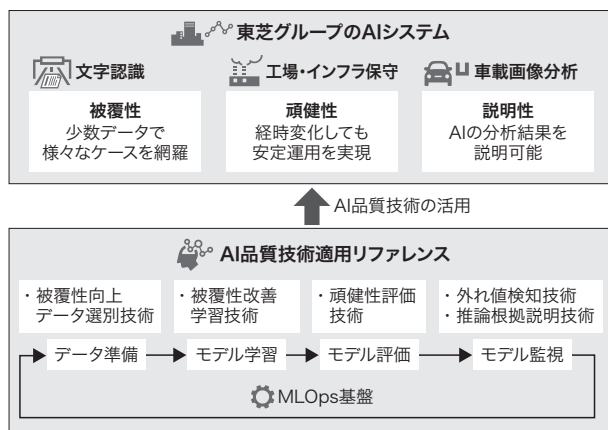 東芝グループのAIシステム
文字認識
工場・インフラ保守
車載画像分析
被覆性
少数データで
様々なケースを網羅
頑健性
経時変化しても
安定運用を実現
説明性
AIの分析結果を
説明可能
AI品質技術の活用
AI品質技術適用リファレンス
・被覆性向上
データ選別技術
・被覆性改善
学習技術
・頑健性評価
技術
・外れ値検知技術
・推論根拠説明技術
データ準備
モデル学習
モデル評価
モデル監視
MLOps基盤